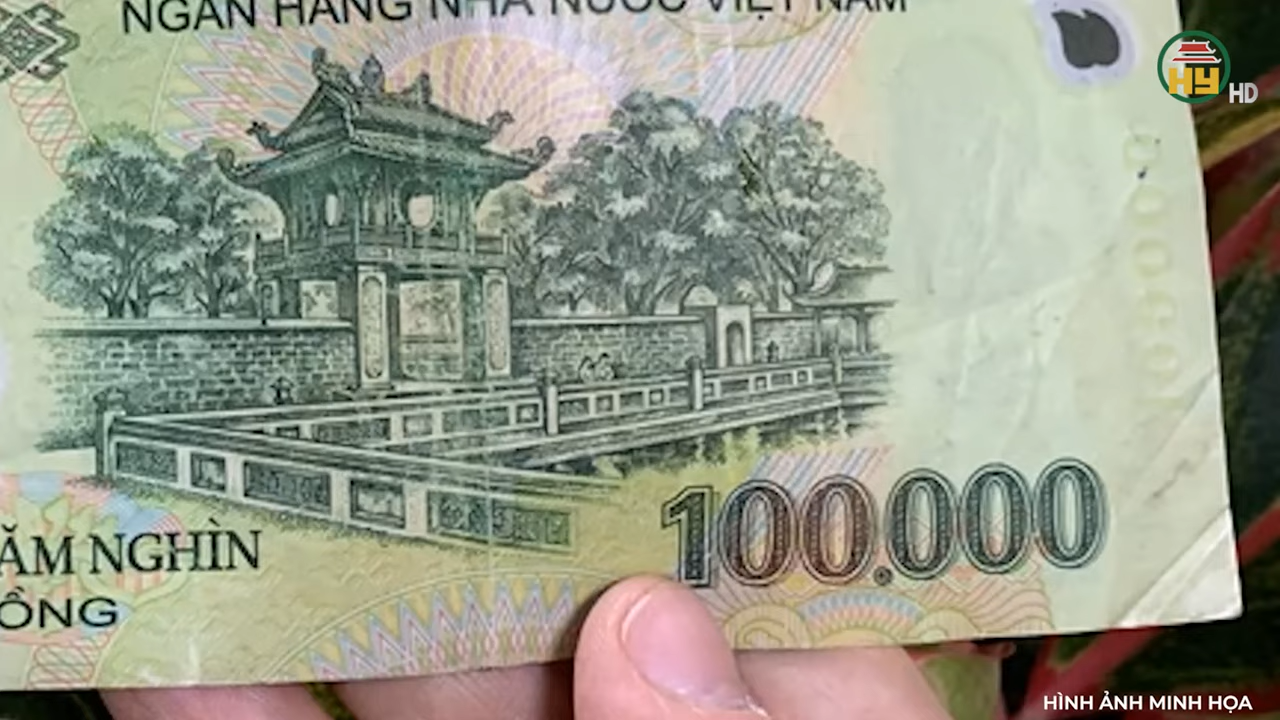 NGÂN HÀNG NHÀ NƯỚC VIỆT NAM
HY HD
ĂM NGHÌN
ỒNG
100.000
HÌNH ẢNH MINH HỌA